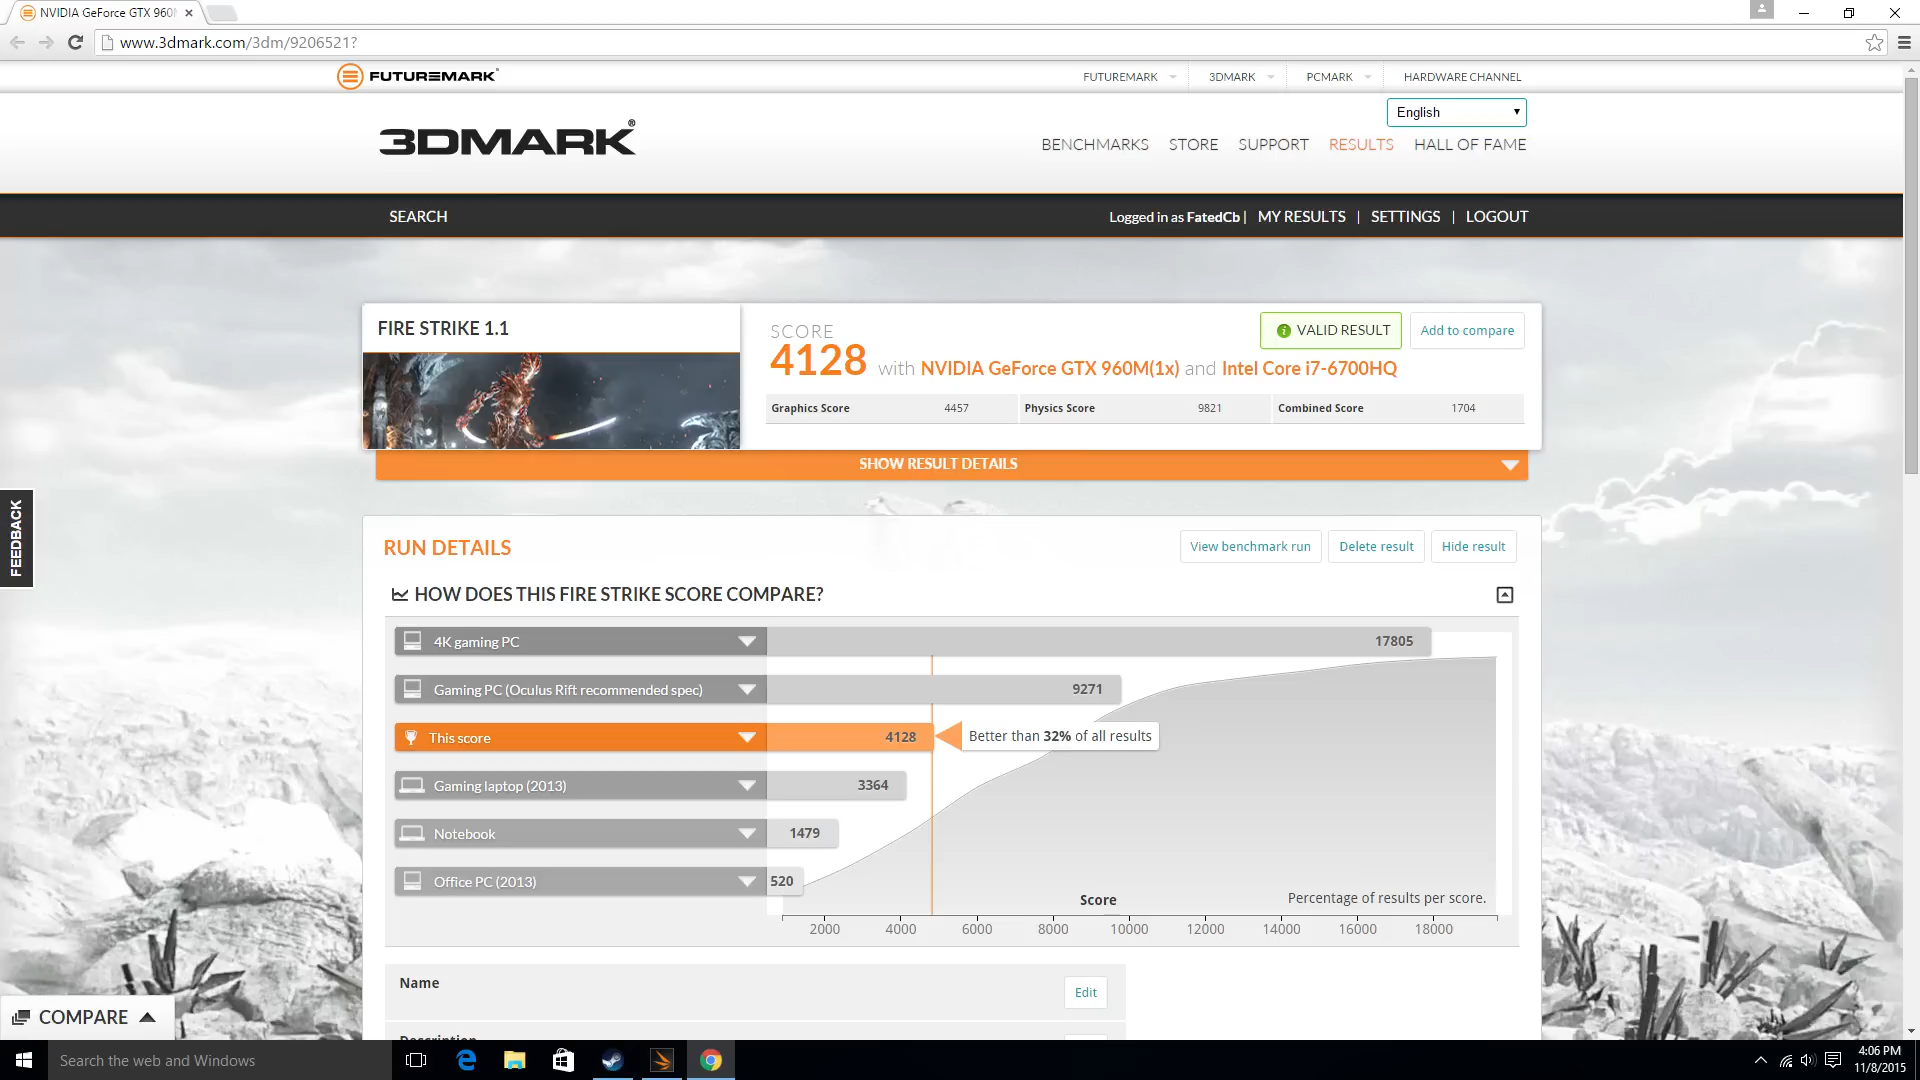 NVIDIA GeForce GTX 960
www.3dmark.com/3dm/9206521?
FUTUREMARK
FUTUREMARK 3DMARK PCMARK HARDWARE CHANNEL
English
3DMARK®
BENCHMARKS STORE SUPPORT RESULTS HALL OF FAME
SEARCH
Logged in as FatedCb | MY RESULTS | SETTINGS | LOGOUT
FIRE STRIKE 1.1
SCORE
VALID RESULT
Add to compare
4128 with NVIDIA GeForce GTX 960M(1x) and Intel Core i7-6700HQ
Graphics Score 4457 Physics Score 9821 Combined Score 1704
SHOW RESULT DETAILS
FEEDBACK
RUN DETAILS
View benchmark run Delete result Hide result
HOW DOES THIS FIRE STRIKE SCORE COMPARE?
4K gaming PC 17805
Gaming PC (Oculus Rift recommended spec) 9271
This score 4128 Better than 32% of all results
Gaming laptop (2013) 3364
Notebook 1479
Office PC (2013) 520
Score
Percentage of results per score.
2000 4000 6000 8000 10000 12000 14000 16000 18000
Name
Edit
Description
COMPARE
Search the web and Windows
4:06 PM
11/8/2015